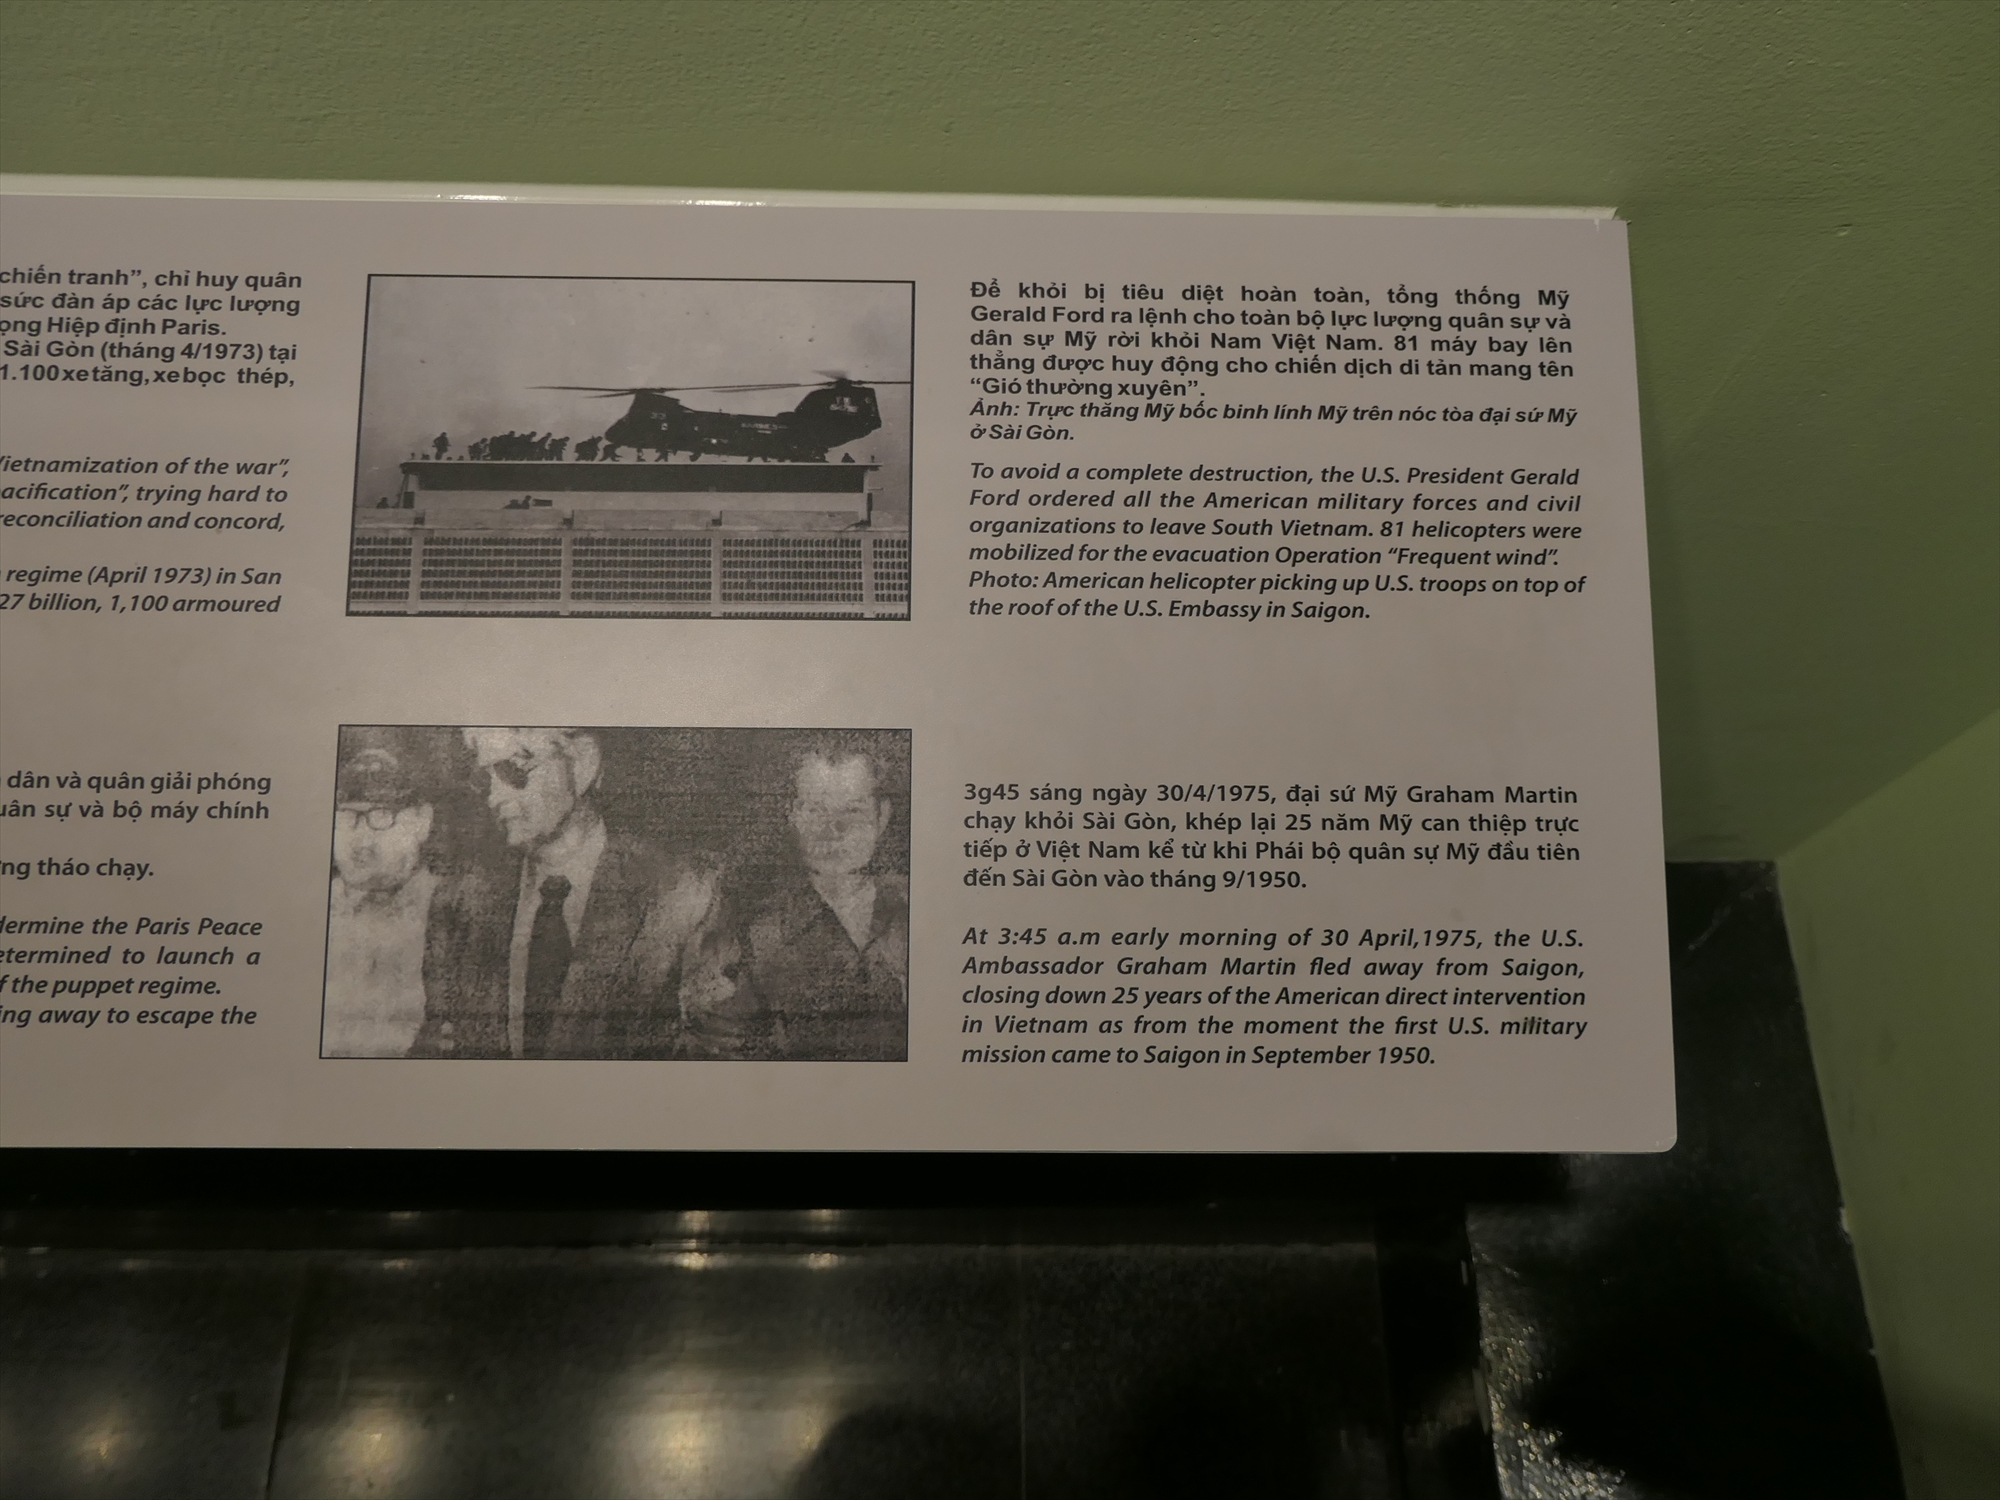 chiến tranh”, chỉ huy quân
sức đàn áp các lực lượng
ọng Hiệp định Paris.
Sài Gòn (tháng 4/1973) tại
1.100 xe tăng, xe bọc thép,
Vietnamization of the war”,
acification”, trying hard to
reconciliation and concord,
regime (April 1973) in San
27 billion, 1,100 armoured
dân và quân giải phóng
uân sự và bộ máy chính
ng tháo chạy.
dermine the Paris Peace
etermined to launch a
f the puppet regime.
ing away to escape the
Để khỏi bị tiêu diệt hoàn toàn, tổng thống Mỹ
Gerald Ford ra lệnh cho toàn bộ lực lượng quân sự và
dân sự Mỹ rời khỏi Nam Việt Nam. 81 máy bay lên
thẳng được huy động cho chiến dịch di tản mang tên
“Gió thường xuyên”.
Ảnh: Trực thăng Mỹ bốc binh lính Mỹ trên nóc tòa đại sứ Mỹ
ở Sài Gòn.
To avoid a complete destruction, the U.S. President Gerald
Ford ordered all the American military forces and civil
organizations to leave South Vietnam. 81 helicopters were
mobilized for the evacuation Operation “Frequent wind”.
Photo: American helicopter picking up U.S. troops on top of
the roof of the U.S. Embassy in Saigon.
3g45 sáng ngày 30/4/1975, đại sứ Mỹ Graham Martin
chạy khỏi Sài Gòn, khép lại 25 năm Mỹ can thiệp trực
tiếp ở Việt Nam kể từ khi Phái bộ quân sự Mỹ đầu tiên
đến Sài Gòn vào tháng 9/1950.
At 3:45 a.m early morning of 30 April,1975, the U.S.
Ambassador Graham Martin fled away from Saigon,
closing down 25 years of the American direct intervention
in Vietnam as from the moment the first U.S. military
mission came to Saigon in September 1950.